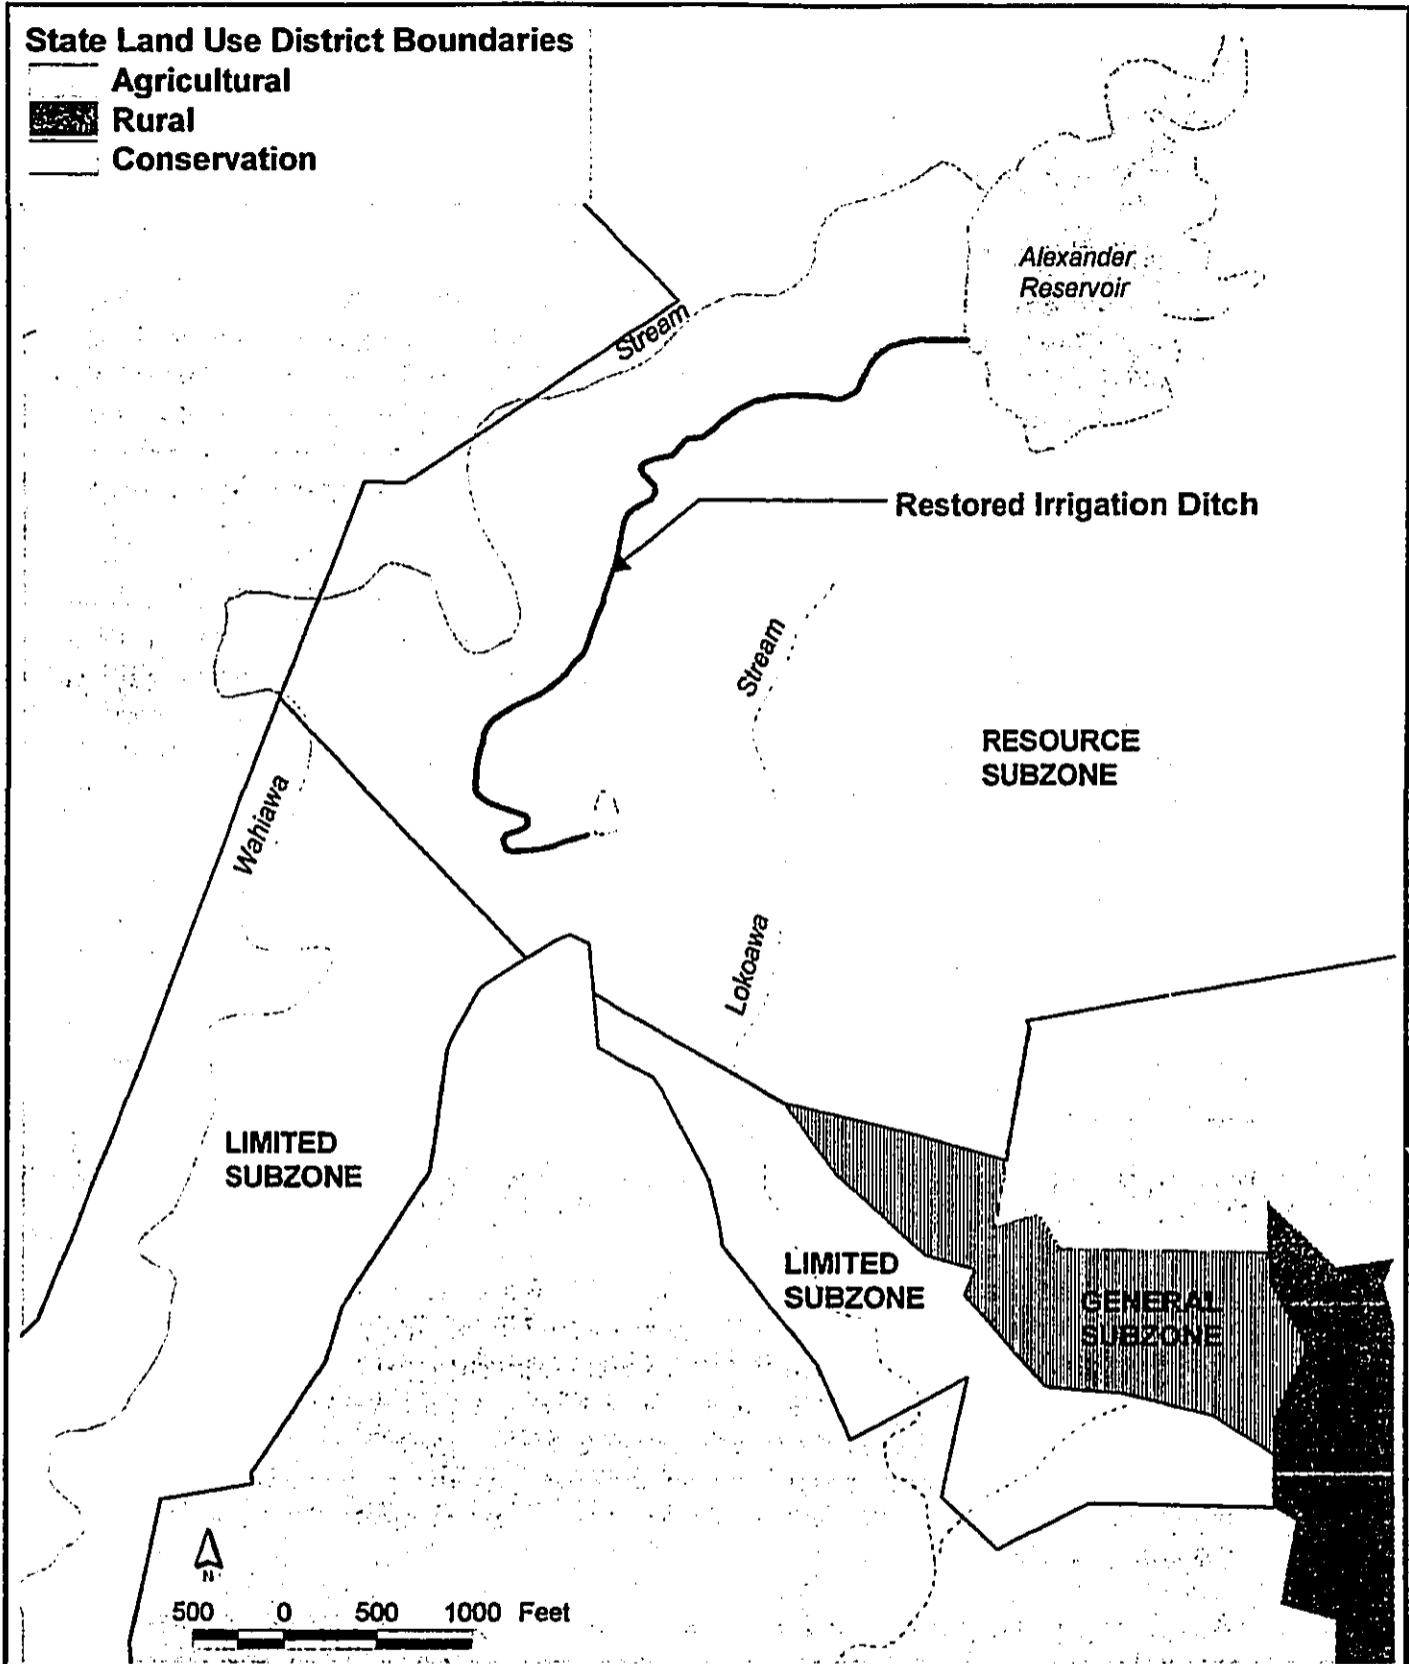 State Land Use District Boundaries
Agricultural
Rural
Conservation
Alexander
Reservoir
Stream
Restored Irrigation Ditch
Stream
RESOURCE
SUBZONE
Wahiawa
Lokoawa
LIMITED
SUBZONE
LIMITED
SUBZONE
GENERAL
SUBZONE
N
500 0 500 1000 Feet